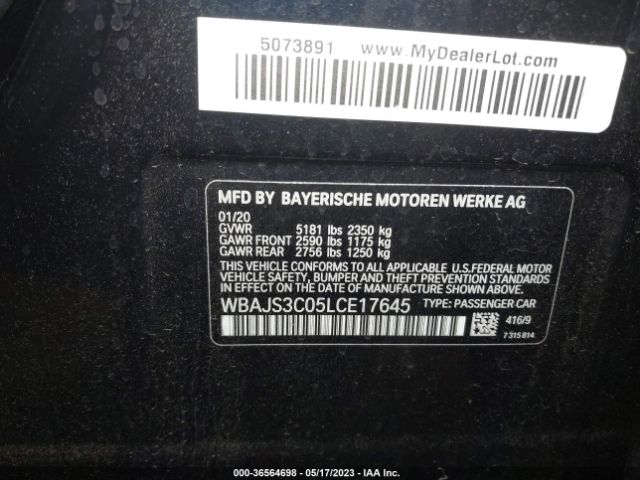 5073891 www.MyDealerLot.com
MFD BY BAYERISCHE MOTOREN WERKE AG
01/20
GVWR 5181 lbs 2350 kg
GAWR FRONT 2590 lbs 1175 kg
GAWR REAR 2756 lbs 1250 kg
THIS VEHICLE CONFORMS TO ALL APPLICABLE U.S.FEDERAL MOTOR
VEHICLE SAFETY, BUMPER, AND THEFT PREVENTION STANDARDS
IN EFFECT ON THE DATE OF MANUFACTURE SHOWN ABOVE.
WBAJS3C05LCE17645 TYPE: PASSENGER CAR
416/9
7 315 814
000-36564698 - 05/17/2023 - IAA Inc.